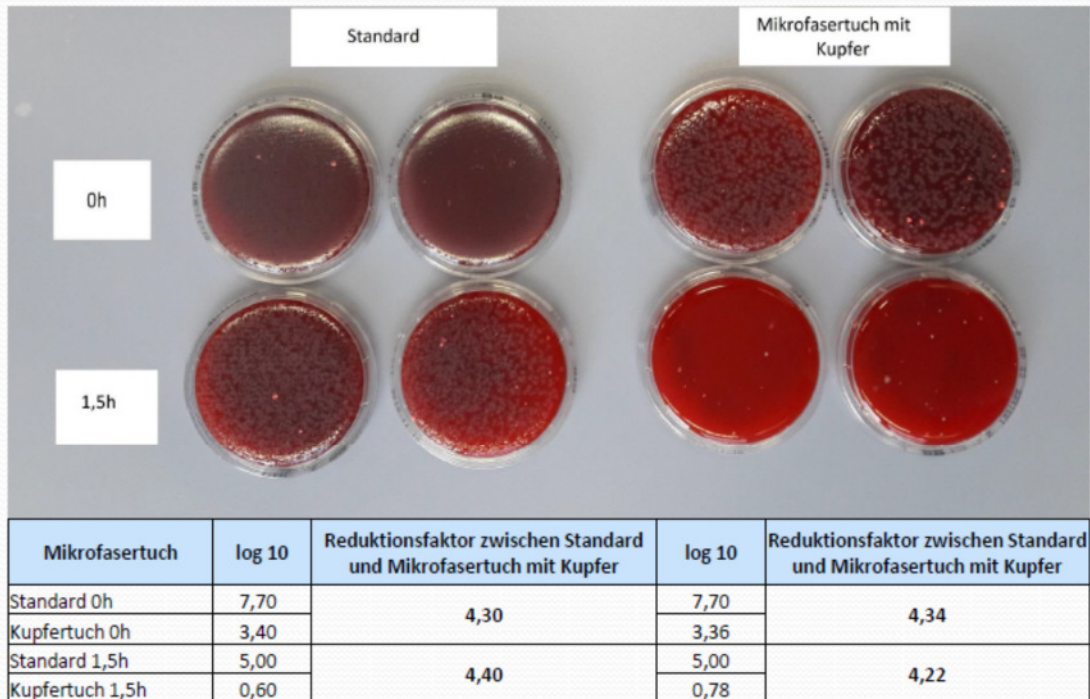 Standard
Mikrofasertuch mit
Kupfer
0h
1,5h
Mikrofasertuch
log 10
Reduktionsfaktor zwischen Standard
und Mikrofasertuch mit Kupfer
log 10
Reduktionsfaktor zwischen Standard
und Mikrofasertuch mit Kupfer
Standard 0h
7,70
4,30
7,70
4,34
Kupfertuch 0h
3,40
3,36
Standard 1,5h
5,00
4,40
5,00
4,22
Kupfertuch 1,5h
0,60
0,78